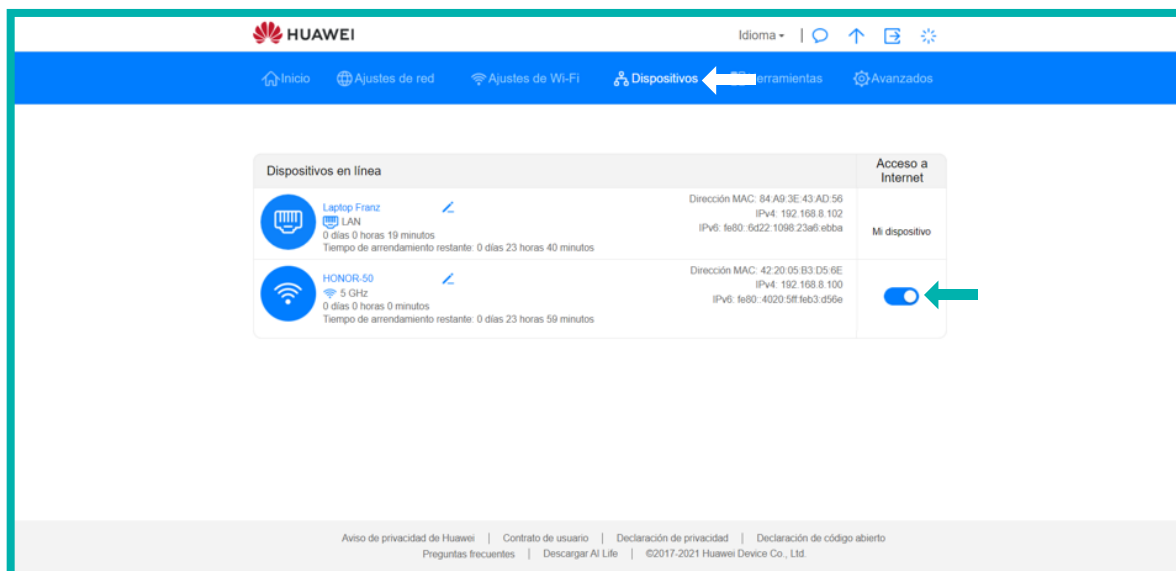 HUAWEI
Idioma
Inicio
Ajustes de red
Ajustes de Wi-Fi
Dispositivos
Avanzados
Dispositivos en línea
Acceso a
Internet
Laptop Franz
LAN
0 días 0 horas 19 minutos
Tiempo de arrendamiento restante: 0 días 23 horas 40 minutos
Dirección MAC: 84:A9:3E:43:AD:56
IPv4: 192.168.8.102
IPv6: fe80::6d22:1098:23a6:ebba
Mi dispositivo
HONOR-50
5 GHz
0 días 0 horas 0 minutos
Tiempo de arrendamiento restante: 0 días 23 horas 59 minutos
Dirección MAC: 42:20:05:B3:D5:6E
IPv4: 192.168.8.100
IPv6: fe80::4020:5ff:feb3:d56e
Aviso de privacidad de Huawei | Contrato de usuario | Declaración de privacidad | Declaración de código abierto
Preguntas frecuentes | Descargar AI Life | ©2017-2021 Huawei Device Co., Ltd.